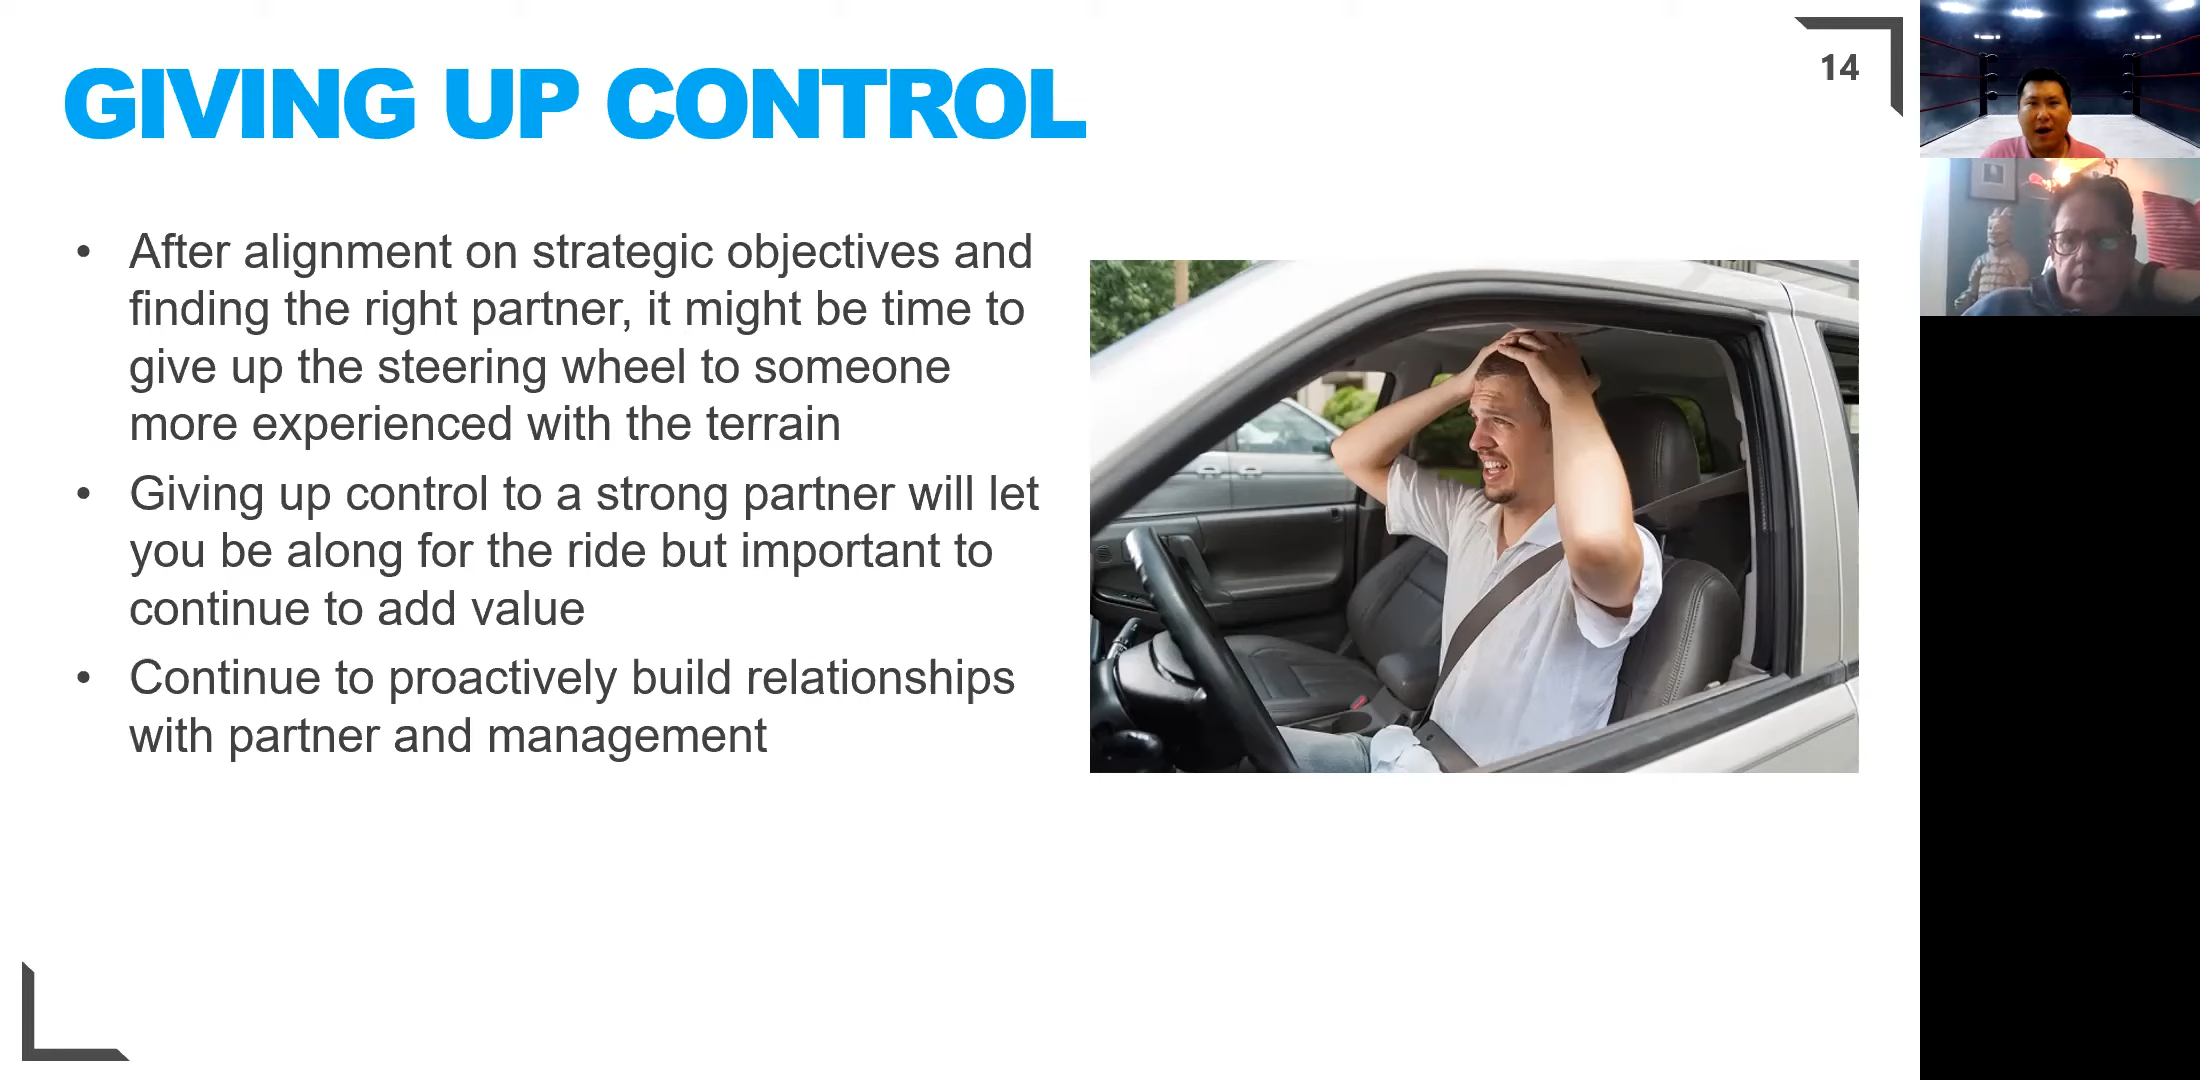 GIVING UP CONTROL
14
• After alignment on strategic objectives and
finding the right partner, it might be time to
give up the steering wheel to someone
more experienced with the terrain
• Giving up control to a strong partner will let
you be along for the ride but important to
continue to add value
• Continue to proactively build relationships
with partner and management